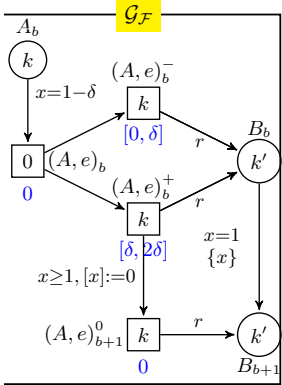 𝒢_ℱ
A_b
k
x=1−δ
(A, e)_b^−
k
[0, δ]
r
B_b
k′
0
(A, e)_b
0
(A, e)_b^+
k
r
[δ, 2δ]
x=1
{x}
x≥1, [x]:=0
(A, e)_{b+1}^0
k
r
k′
0
B_{b+1}